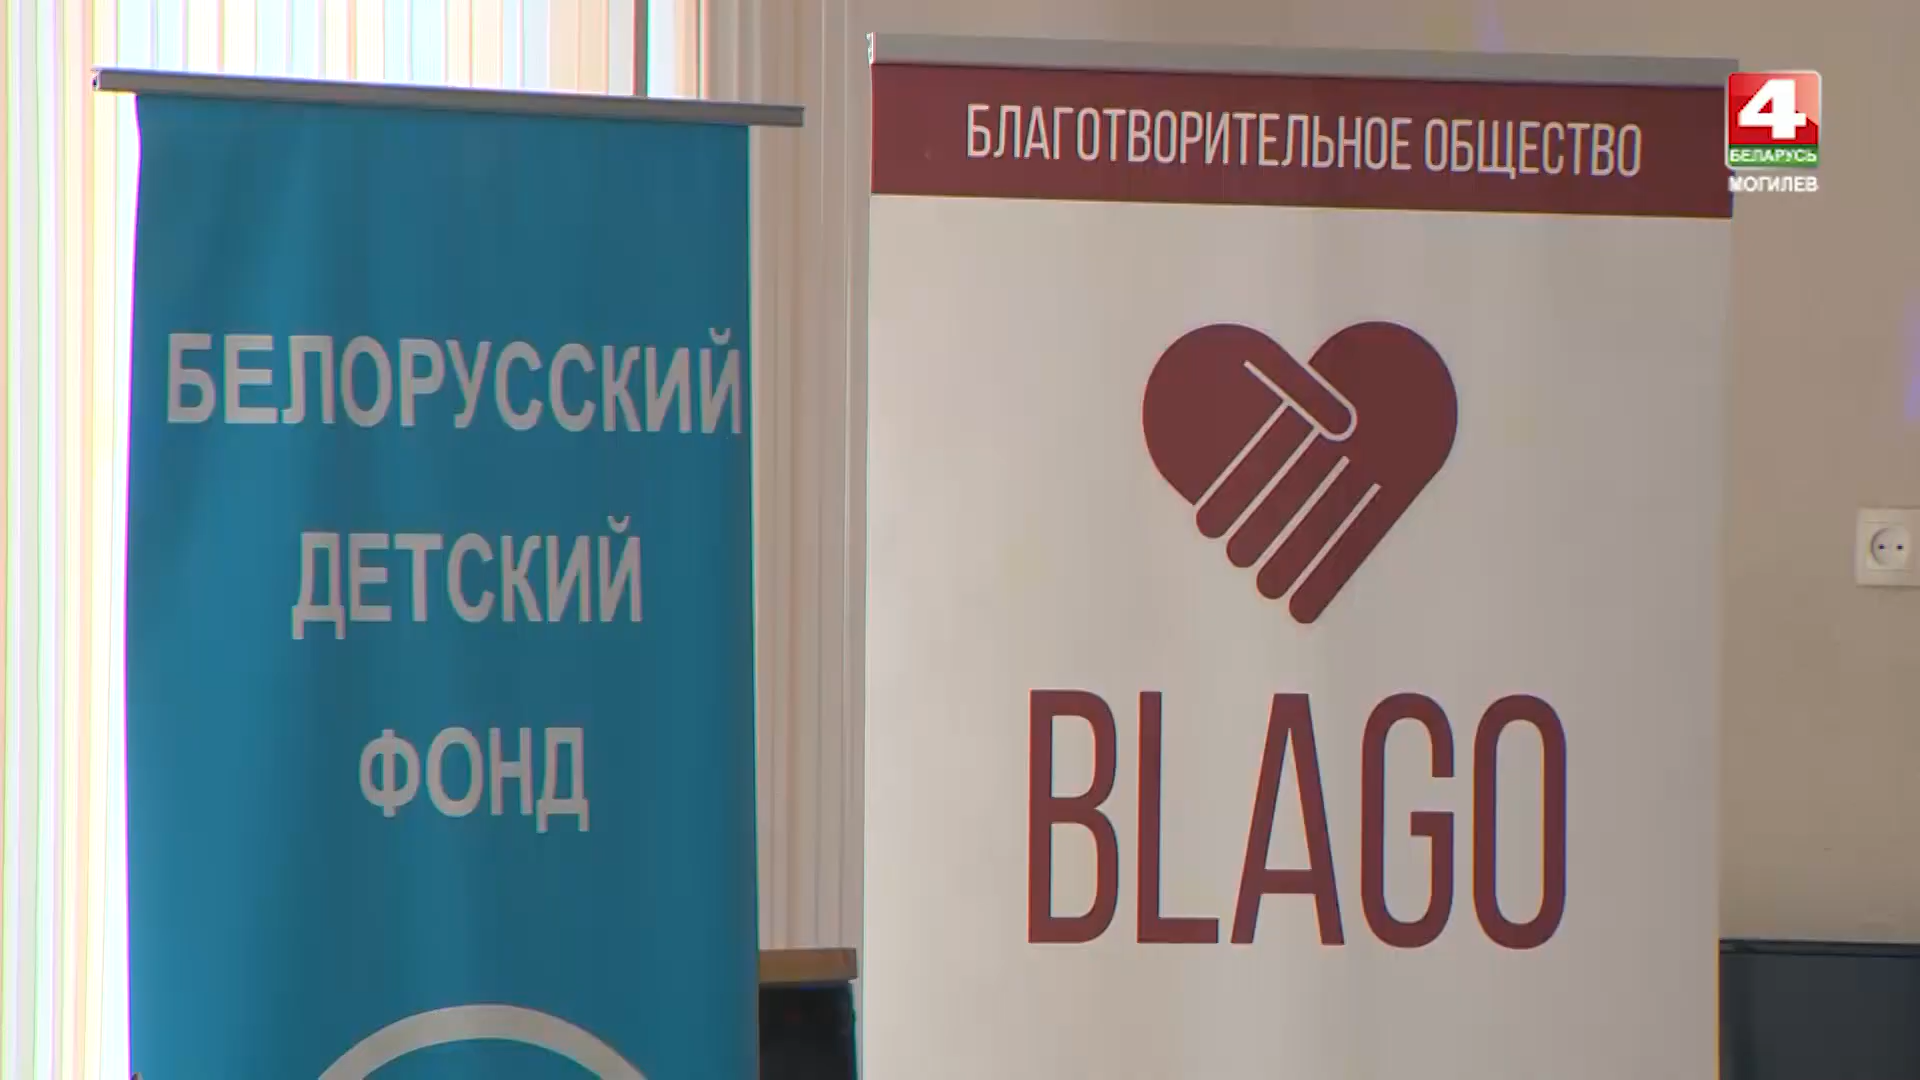 БЕЛОРУССКИЙ
ДЕТСКИЙ
ФОНД
БЛАГОТВОРИТЕЛЬНОЕ ОБЩЕСТВО
BLAGO
4
БЕЛАРУСЬ
МОГИЛЕВ